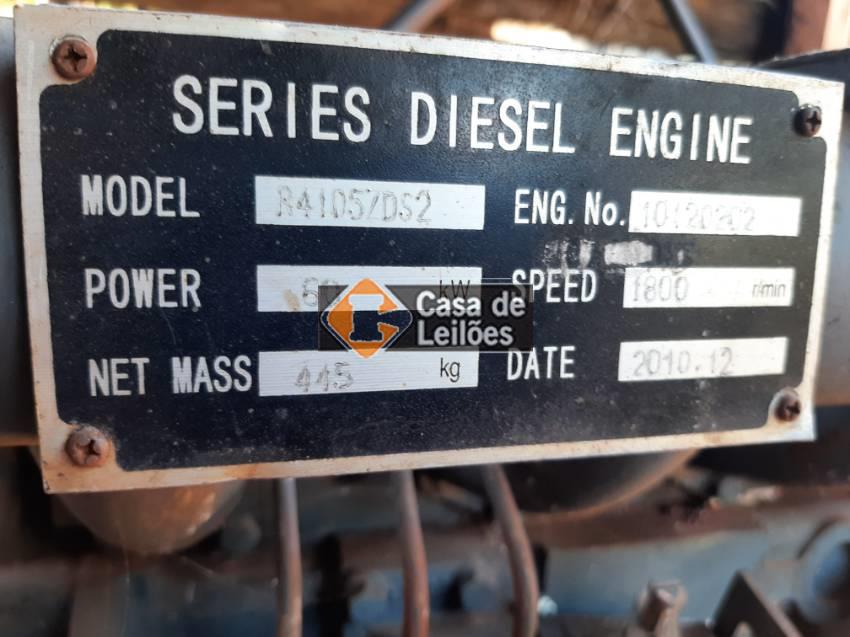 SERIES DIESEL ENGINE
MODEL R4105ZDS2 ENG. No. 10120202
POWER kW SPEED 1800 r/min
Casa de
Leilões
NET MASS 445 kg DATE 2010.12